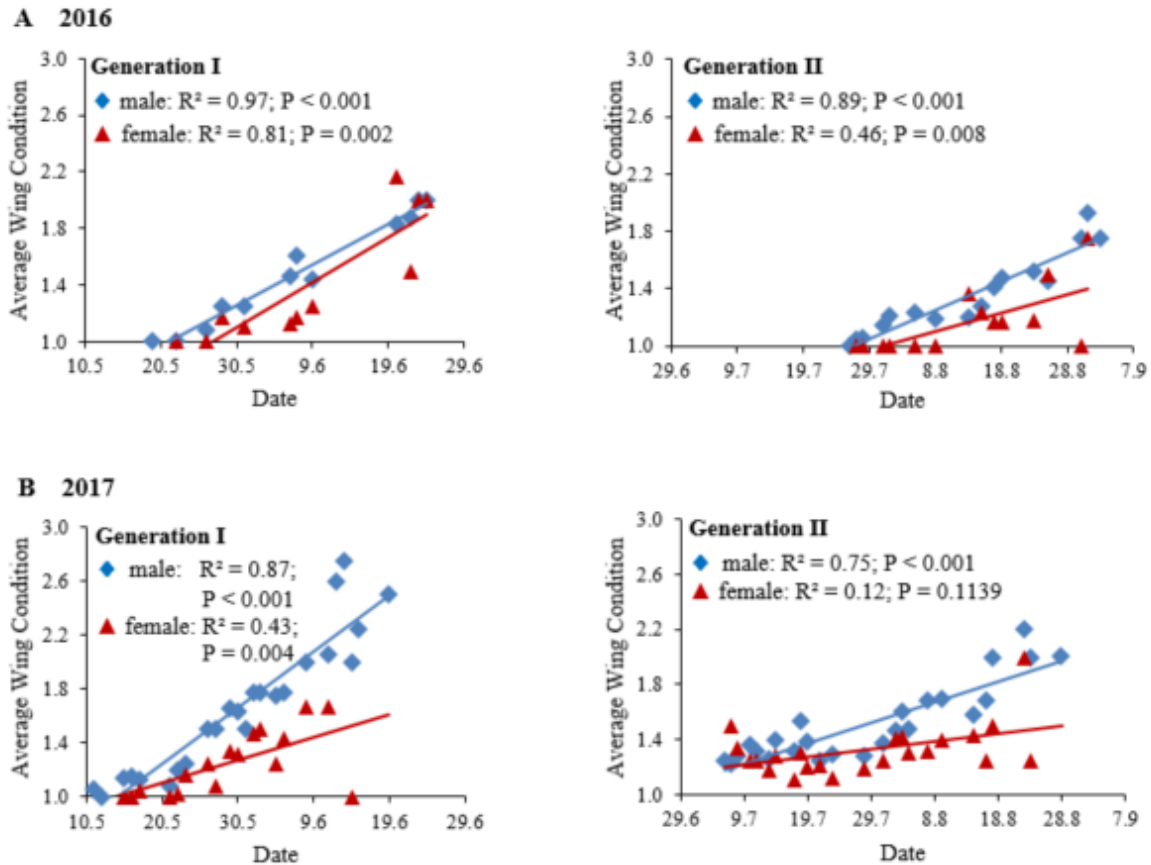 A 2016
Generation I
male: R² = 0.97; P < 0.001
female: R² = 0.81; P = 0.002
Average Wing Condition
3.0
2.6
2.2
1.8
1.4
1.0
10.5 20.5 30.5 9.6 19.6 29.6
Date
Generation II
male: R² = 0.89; P < 0.001
female: R² = 0.46; P = 0.008
Average Wing Condition
3.0
2.6
2.2
1.8
1.4
1.0
29.6 9.7 19.7 29.7 8.8 18.8 28.8 7.9
Date
B 2017
Generation I
male: R² = 0.87;
P < 0.001
female: R² = 0.43;
P = 0.004
Average Wing Condition
3.0
2.6
2.2
1.8
1.4
1.0
10.5 20.5 30.5 9.6 19.6 29.6
Date
Generation II
male: R² = 0.75; P < 0.001
female: R² = 0.12; P = 0.1139
Average Wing Condition
3.0
2.6
2.2
1.8
1.4
1.0
29.6 9.7 19.7 29.7 8.8 18.8 28.8 7.9
Date